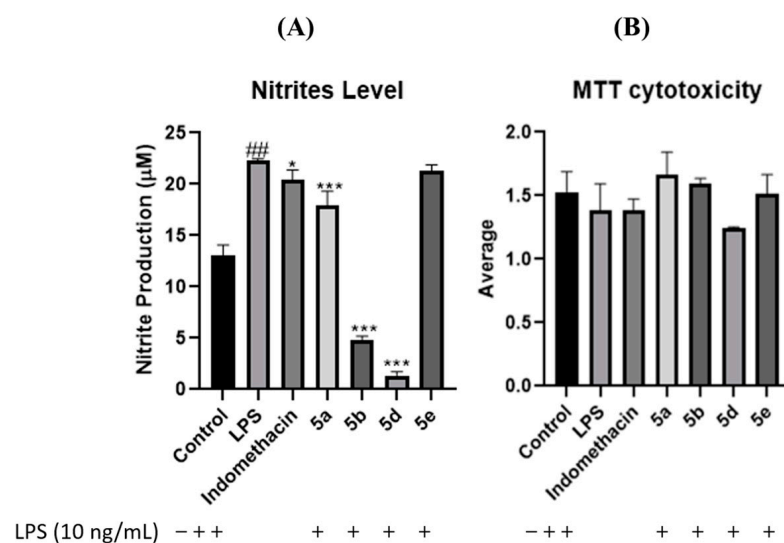 (A)
Nitrites Level
Nitrite Production (μM)
25
20
15
10
5
0
##
*
***
***
***
Control
LPS
Indomethacin
5a
5b
5d
5e
(B)
MTT cytotoxicity
Average
2.0
1.5
1.0
0.5
0.0
Control
LPS
Indomethacin
5a
5b
5d
5e
LPS (10 ng/mL) − + + + + + + − + + + + + +